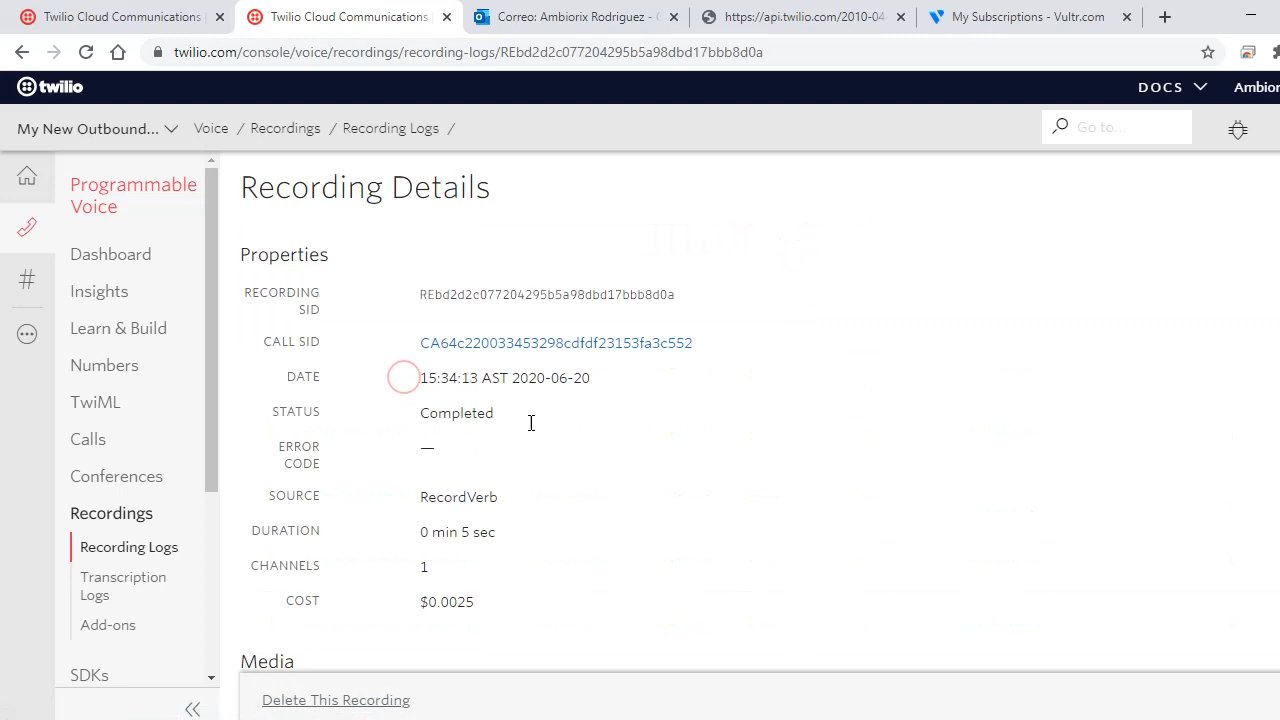 Twilio Cloud Communications
Twilio Cloud Communications
Correo: Ambiorix Rodriguez - 
https://api.twilio.com/2010-04
My Subscriptions - Vultr.com
twilio.com/console/voice/recordings/recording-logs/REbd2d2c077204295b5a98dbd17bbb8d0a
twilio
DOCS
Ambior
My New Outbound...
Voice / Recordings / Recording Logs /
Go to...
Programmable
Voice
Dashboard
Insights
Learn & Build
Numbers
TwiML
Calls
Conferences
Recordings
Recording Logs
Transcription
Logs
Add-ons
SDKs
Recording Details
Properties
RECORDING
SID
REbd2d2c077204295b5a98dbd17bbb8d0a
CALL SID
CA64c220033453298cdfdf23153fa3c552
DATE
15:34:13 AST 2020-06-20
STATUS
Completed
ERROR
CODE
—
SOURCE
RecordVerb
DURATION
0 min 5 sec
CHANNELS
1
COST
$0.0025
Media
Delete This Recording